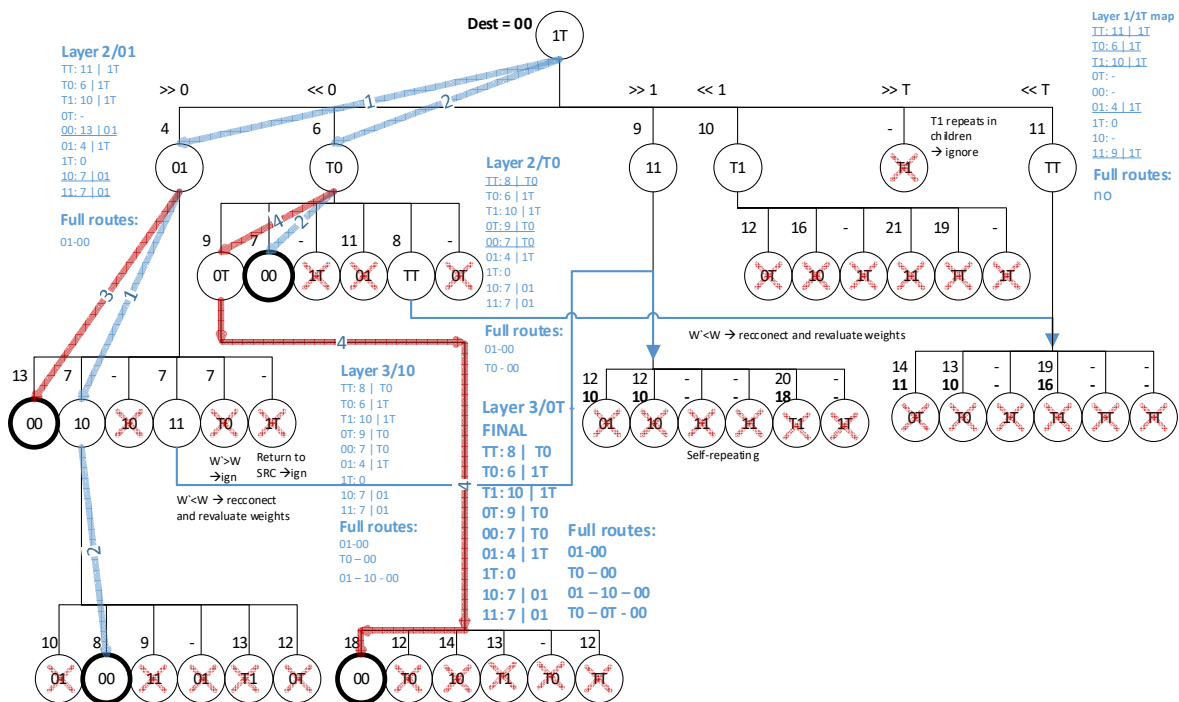 Dest = 00
1T
Layer 1/1T map
TT: 11 | 1T
T0: 6 | 1T
T1: 10 | 1T
0T: -
00: -
01: 4 | 1T
1T: 0
10: -
11: 9 | 1T
Full routes:
no
Layer 2/01
TT: 11 | 1T
T0: 6 | 1T
T1: 10 | 1T
0T: -
00: 13 | 01
01: 4 | 1T
1T: 0
10: 7 | 01
11: 7 | 01
Full routes:
01-00
>> 0
<< 0
>> 1
<< 1
>> T
<< T
1
2
4
6
9
10
-
11
01
T0
11
T1
T1
TT
T1 repeats in
children
→ ignore
Layer 2/T0
TT: 8 | T0
T0: 6 | 1T
T1: 10 | 1T
0T: 9 | T0
00: 7 | T0
01: 4 | 1T
1T: 0
10: 7 | 01
11: 7 | 01
Full routes:
01-00
T0 - 00
4
2
9
7
-
11
8
-
0T
00
1T
01
TT
0T
12
16
-
21
19
-
0T
10
1T
11
TT
1T
3
1
4
W`<W → recconect and revaluate weights
13
7
-
7
7
-
00
10
10
11
T0
1T
W`>W
→ign
Return to
SRC →ign
W`<W → recconect
and revaluate weights
Layer 3/10
TT: 8 | T0
T0: 6 | 1T
T1: 10 | 1T
0T: 9 | T0
00: 7 | T0
01: 4 | 1T
1T: 0
10: 7 | 01
11: 7 | 01
Full routes:
01-00
T0 – 00
01 – 10 - 00
Layer 3/0T
FINAL
TT: 8 | T0
T0: 6 | 1T
T1: 10 | 1T
0T: 9 | T0
00: 7 | T0
01: 4 | 1T
1T: 0
10: 7 | 01
11: 7 | 01
Full routes:
01-00
T0 – 00
01 – 10 – 00
T0 – 0T - 00
12
12
-
-
20
-
10
10
-
-
18
-
01
10
11
11
T1
1T
Self-repeating
14
13
-
19
-
-
11
10
-
16
-
-
0T
T0
1T
T1
TT
TT
2
4
10
8
9
-
13
12
01
00
11
01
T1
0T
18
12
14
13
-
12
00
T0
10
T1
T0
TT